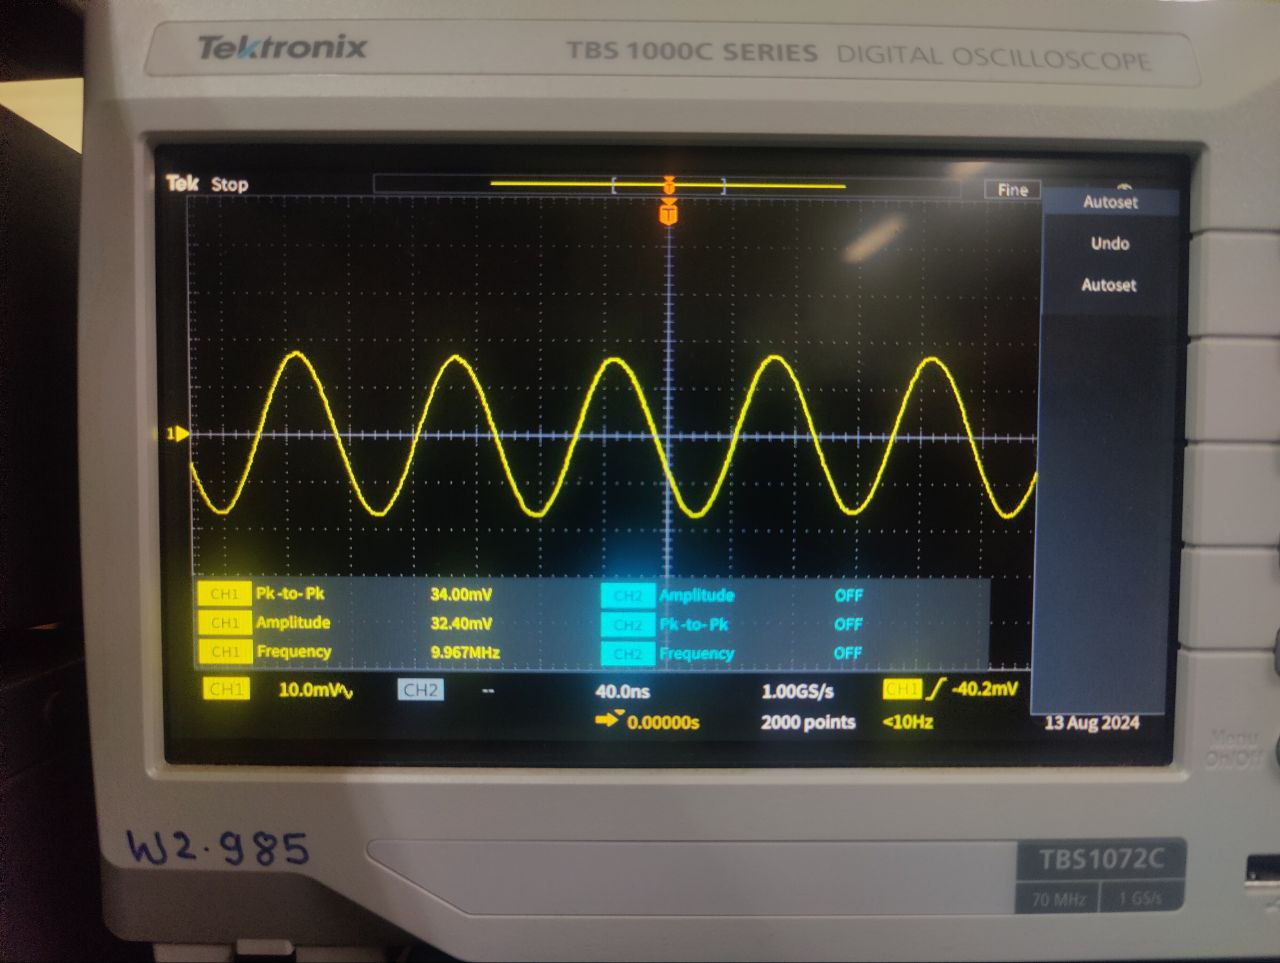 Tektronix TBS 1000C SERIES DIGITAL OSCILLOSCOPE
Tek Stop
Fine
T
T
Autoset
Undo
Autoset
1
CH1 Pk-to-Pk 34.00mV CH2 Amplitude OFF
CH1 Amplitude 32.40mV CH2 Pk-to-Pk OFF
CH1 Frequency 9.967MHz CH2 Frequency OFF
CH1 10.0mV CH2 -- 40.0ns 1.00GS/s CH1 -40.2mV
0.00000s 2000 points <10Hz 13 Aug 2024
Menu
On/Off
W2.985
TBS1072C
70 MHz 1 GS/s